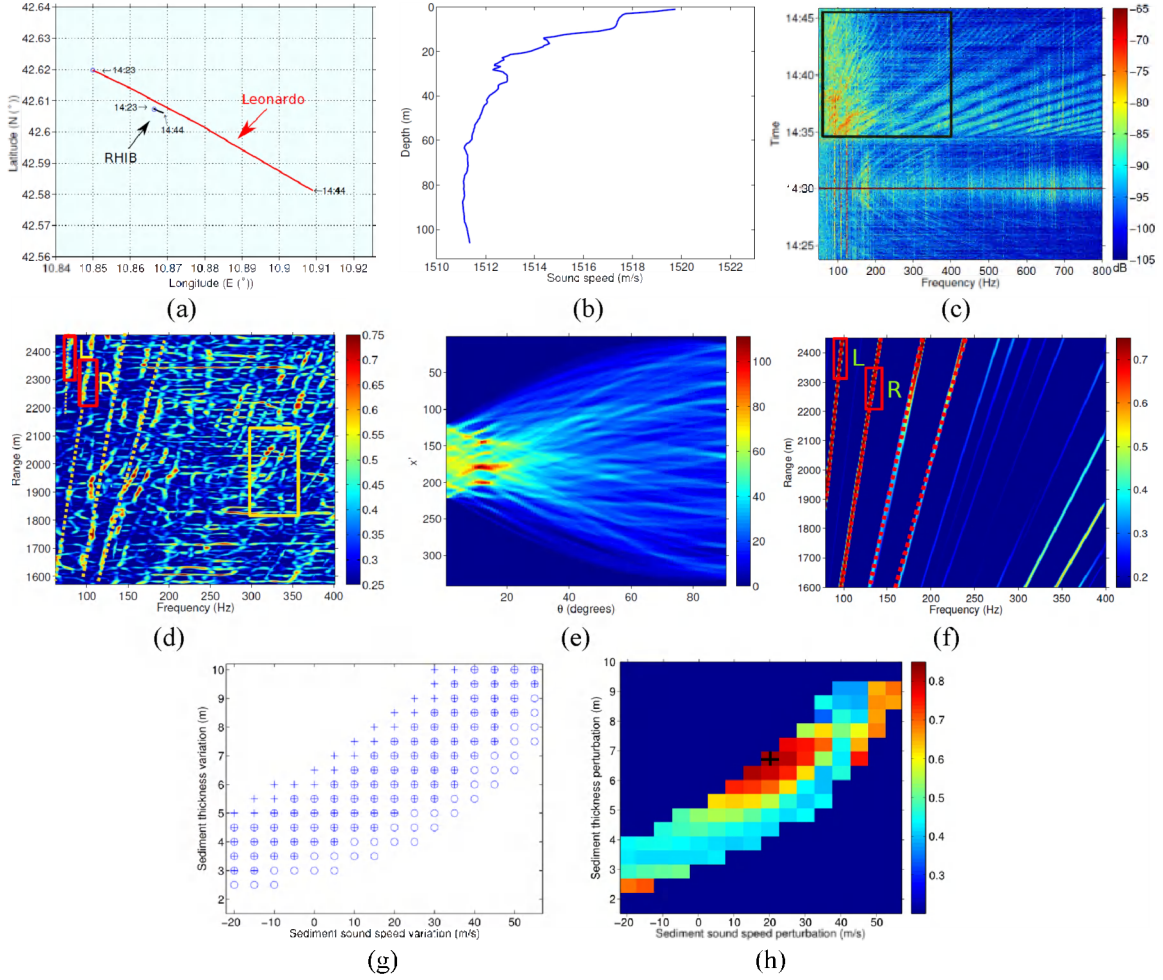 42.64
42.63
42.62
42.61
42.6
42.59
42.58
42.57
42.56
Latitude (N (°))
←14:23
14:23→
14:44
RHIB
Leonardo
←14:44
10.84 10.85 10.86 10.87 10.88 10.89 10.9 10.91 10.92
Longitude (E (°))
(a)
0
20
40
60
80
100
Depth (m)
1510 1512 1514 1516 1518 1520 1522
Sound speed (m/s)
(b)
14:45
14:40
14:35
14:30
14:25
Time
100 200 300 400 500 600 700 800
Frequency (Hz)
-65
-70
-75
-80
-85
-90
-95
-100
-105
dB
(c)
2400
2300
2200
2100
2000
1900
1800
1700
1600
Range (m)
L
R
100 150 200 250 300 350 400
Frequency (Hz)
0.75
0.7
0.65
0.6
0.55
0.5
0.45
0.4
0.35
0.3
0.25
(d)
50
100
150
200
250
300
x'
20 40 60 80
θ (degrees)
100
80
60
40
20
0
(e)
2400
2300
2200
2100
2000
1900
1800
1700
1600
Range (m)
L
R
100 150 200 250 300 350 400
Frequency (Hz)
0.7
0.6
0.5
0.4
0.3
0.2
(f)
10
9
8
7
6
5
4
3
2
Sediment thickness variation (m)
−20 −10 0 10 20 30 40 50
Sediment sound speed variation (m/s)
(g)
10
9
8
7
6
5
4
3
2
Sediment thickness perturbation (m)
−20 −10 0 10 20 30 40 50
Sediment sound speed perturbation (m/s)
0.8
0.7
0.6
0.5
0.4
0.3
(h)